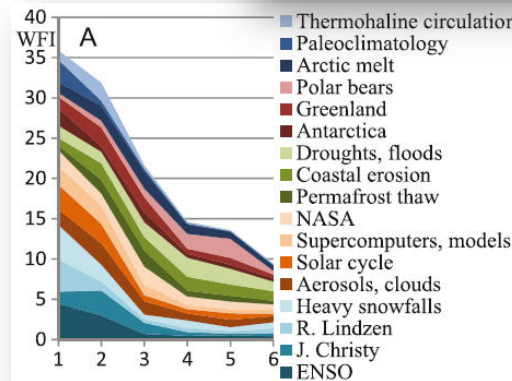 40
WFI A
35
30
25
20
15
10
5
0
1 2 3 4 5 6
Thermohaline circulation
Paleoclimatology
Arctic melt
Polar bears
Greenland
Antarctica
Droughts, floods
Coastal erosion
Permafrost thaw
NASA
Supercomputers, models
Solar cycle
Aerosols, clouds
Heavy snowfalls
R. Lindzen
J. Christy
ENSO